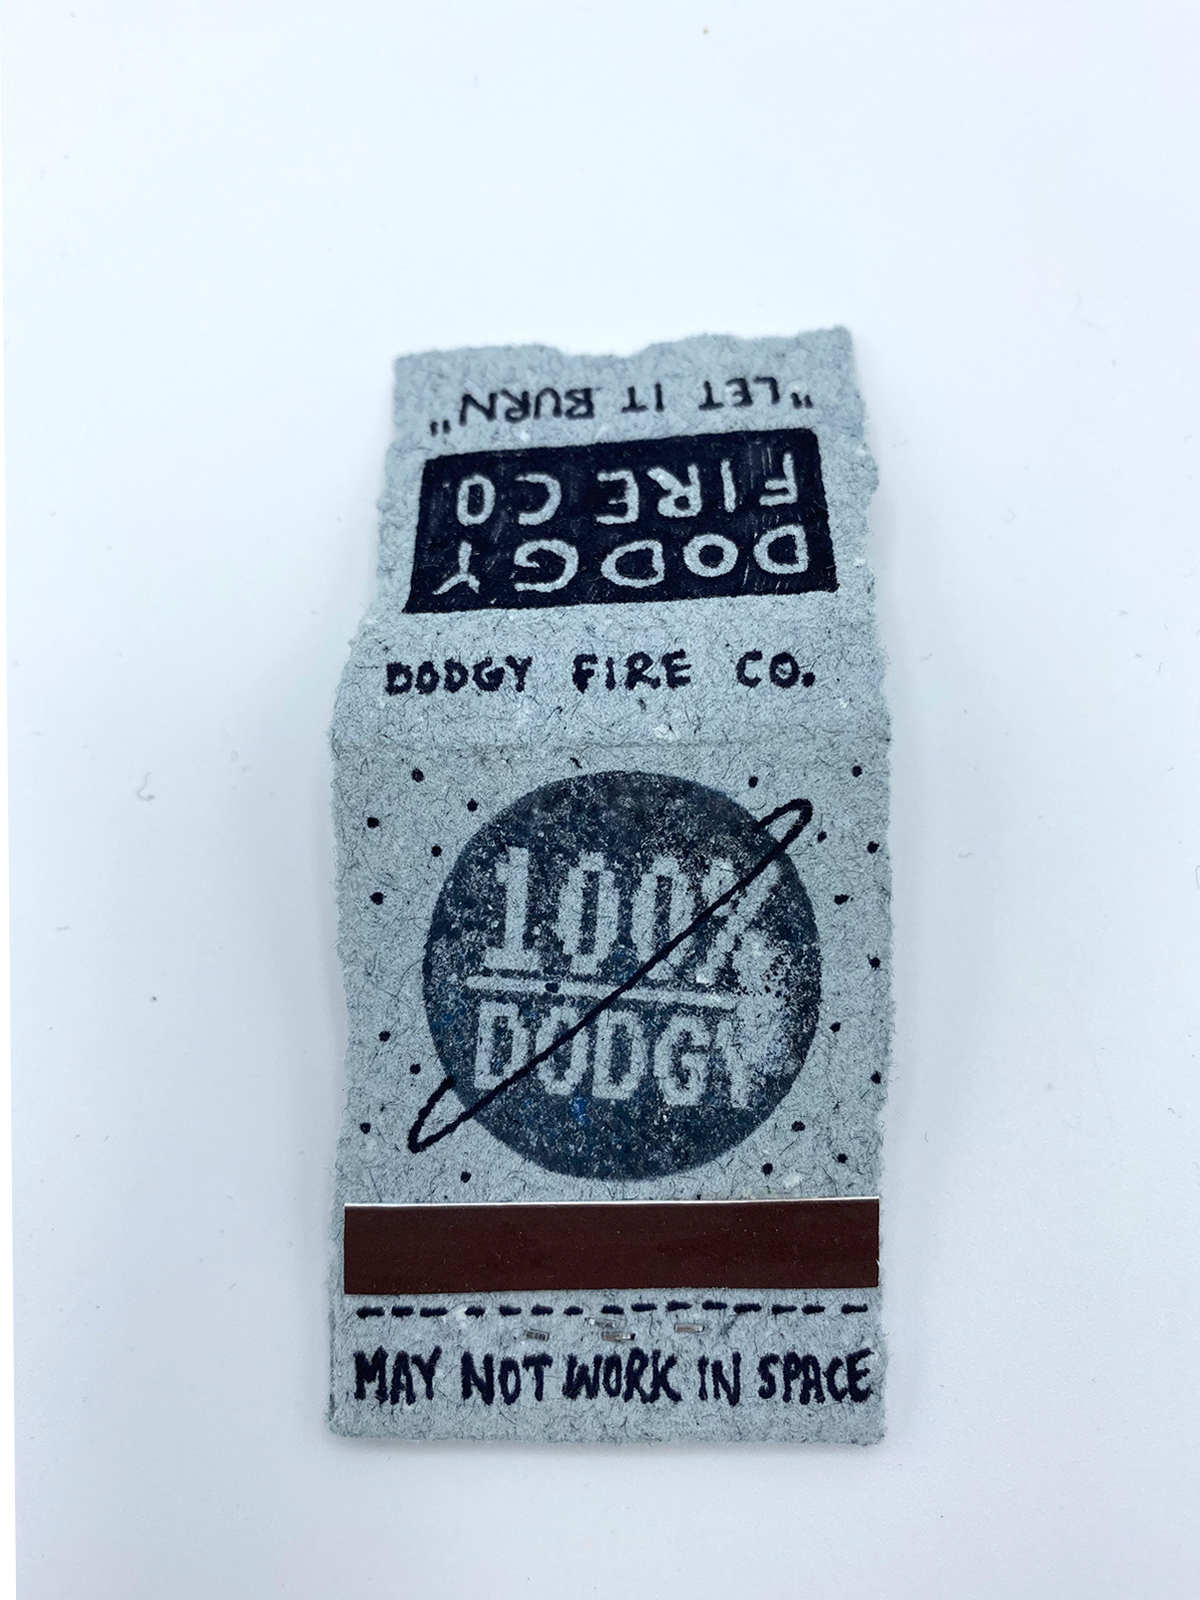 "LET IT BURN"
FIRE CO
DODGY
DODGY FIRE CO.
100%
DODGY
MAY NOT WORK IN SPACE